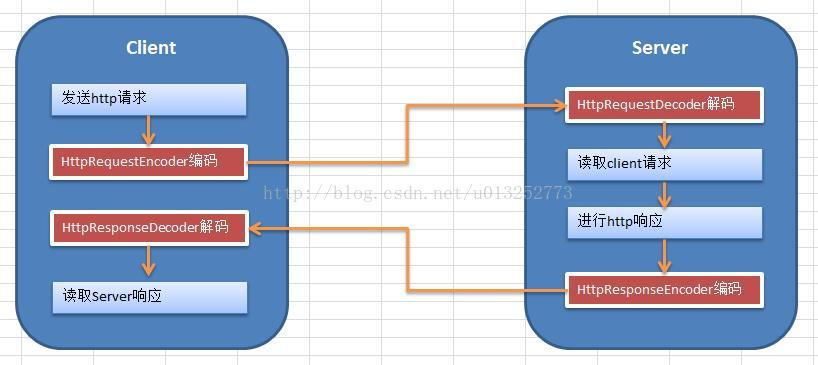 Client
发送http请求
HttpRequestEncoder编码
HttpResponseDecoder解码
读取Server响应
Server
HttpRequestDecoder解码
读取client请求
进行http响应
HttpResponseEncoder编码
http://blog.csdn.net/u013252773